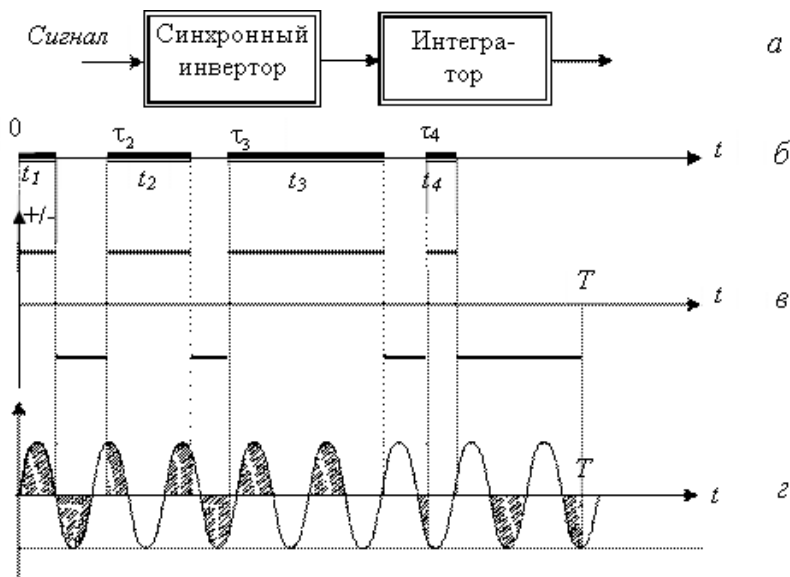 Сигнал
Синхронный
инвертор
Интегра-
тор
а
0
τ2
τ3
τ4
t
б
t1
t2
t3
t4
+/-
T
t
в
T
t
г